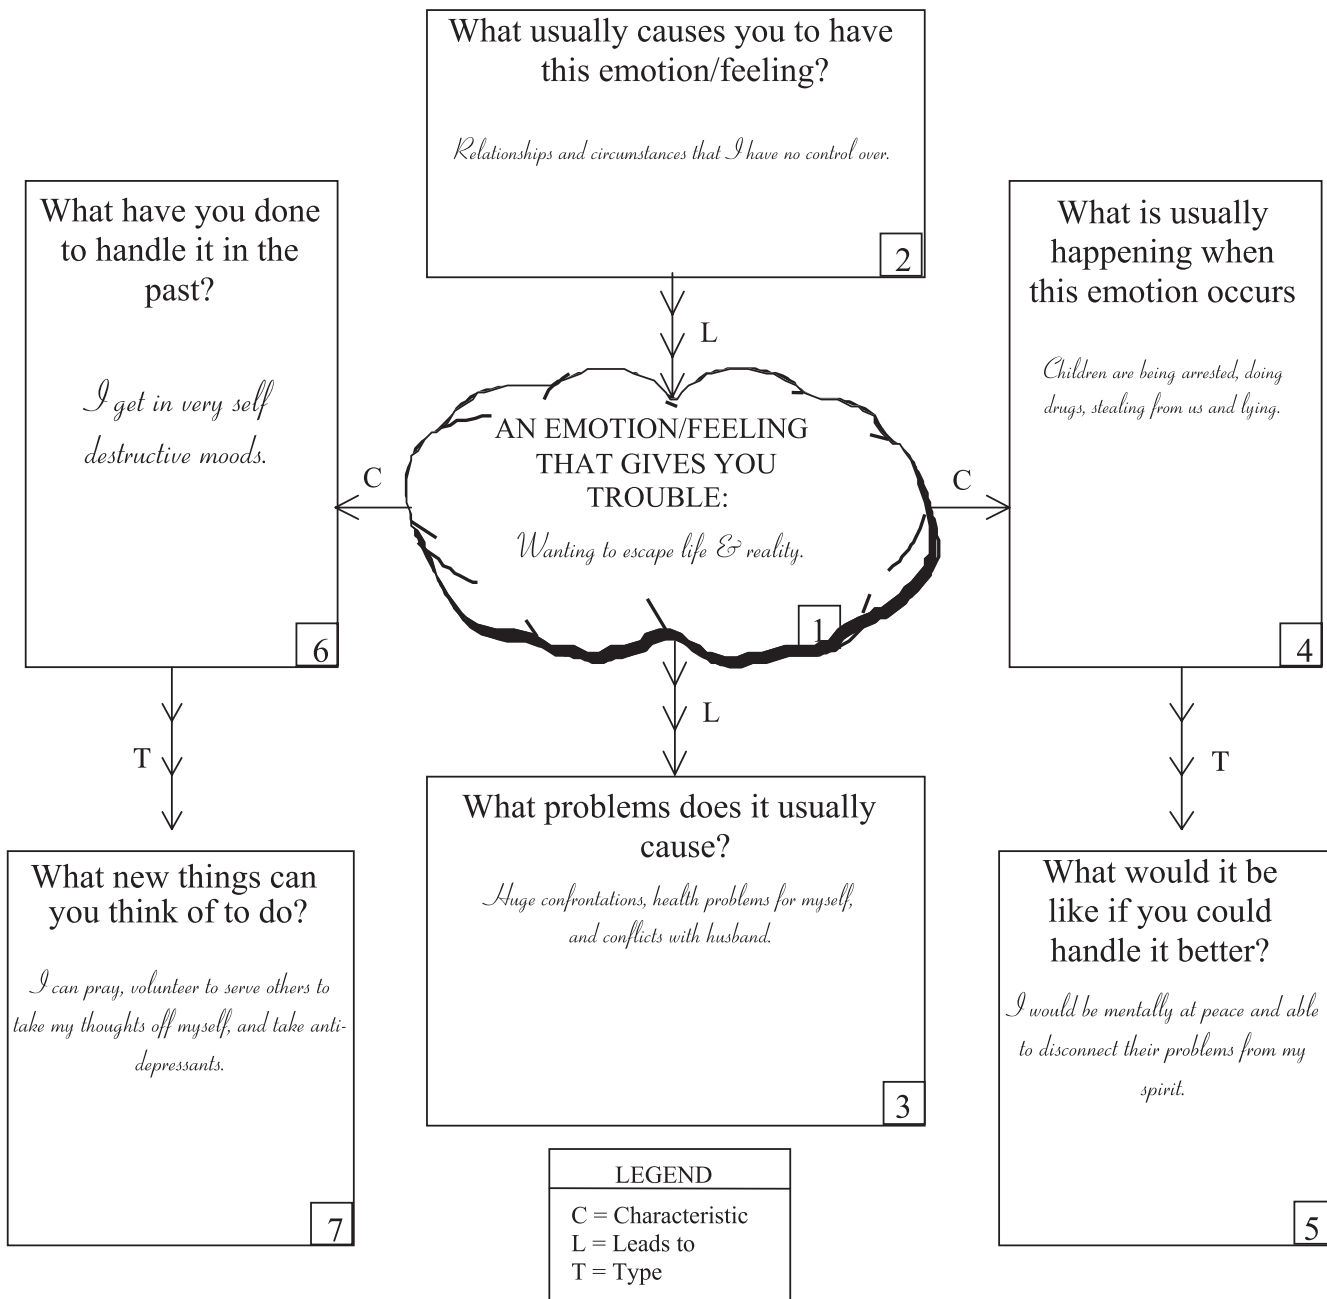 What usually causes you to have
this emotion/feeling?
Relationships and circumstances that I have no control over.
2
What have you done
to handle it in the
past?
I get in very self
destructive moods.
6
What is usually
happening when
this emotion occurs
Children are being arrested, doing
drugs, stealing from us and lying.
4
L
C
C
AN EMOTION/FEELING
THAT GIVES YOU
TROUBLE:
Wanting to escape life & reality.
1
L
T
T
What new things can
you think of to do?
I can pray, volunteer to serve others to
take my thoughts off myself, and take anti-
depressants.
7
What problems does it usually
cause?
Huge confrontations, health problems for myself,
and conflicts with husband.
3
What would it be
like if you could
handle it better?
I would be mentally at peace and able
to disconnect their problems from my
spirit.
5
LEGEND
C = Characteristic
L = Leads to
T = Type